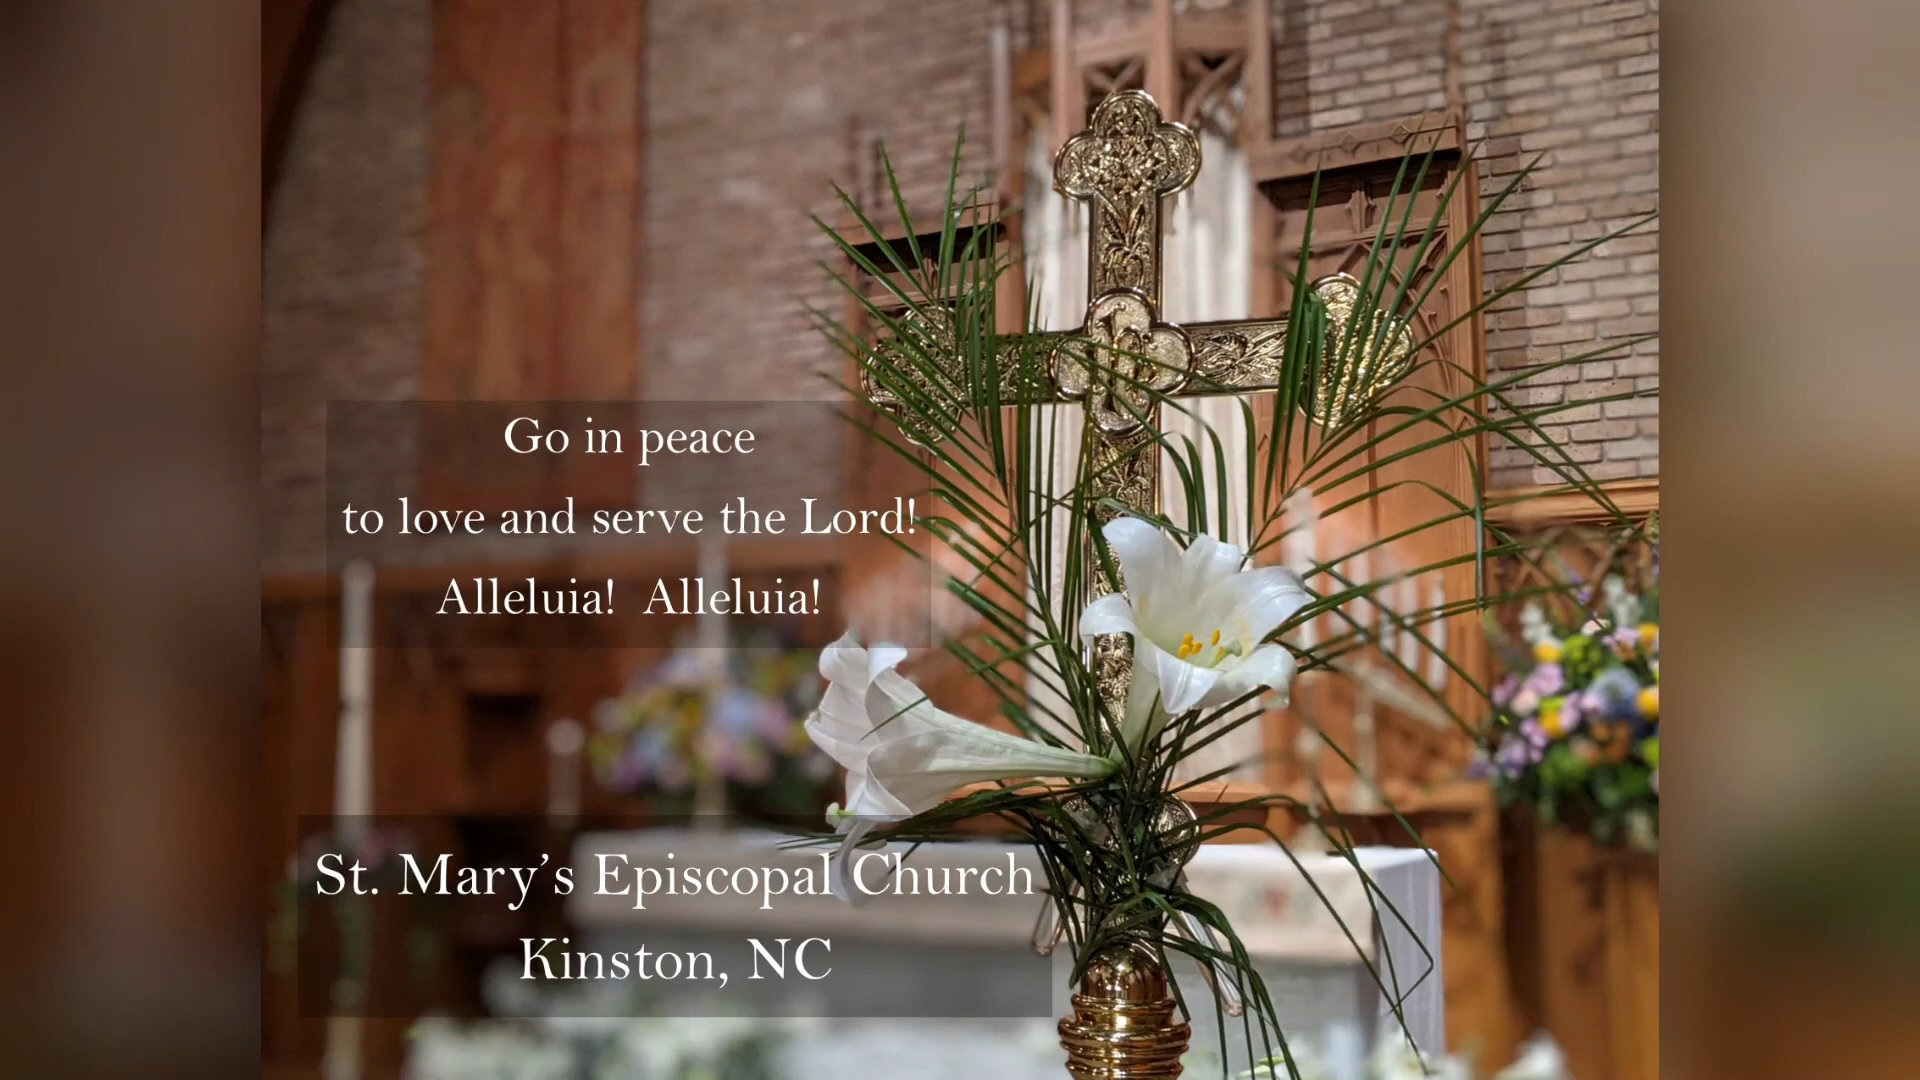 Go in peace
to love and serve the Lord!
Alleluia! Alleluia!
St. Mary’s Episcopal Church
Kinston, NC